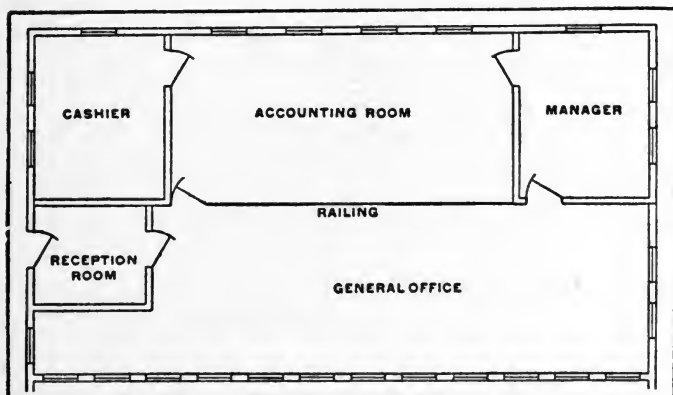 CASHIER
ACCOUNTING ROOM
MANAGER
RAILING
RECEPTION
ROOM
GENERAL OFFICE